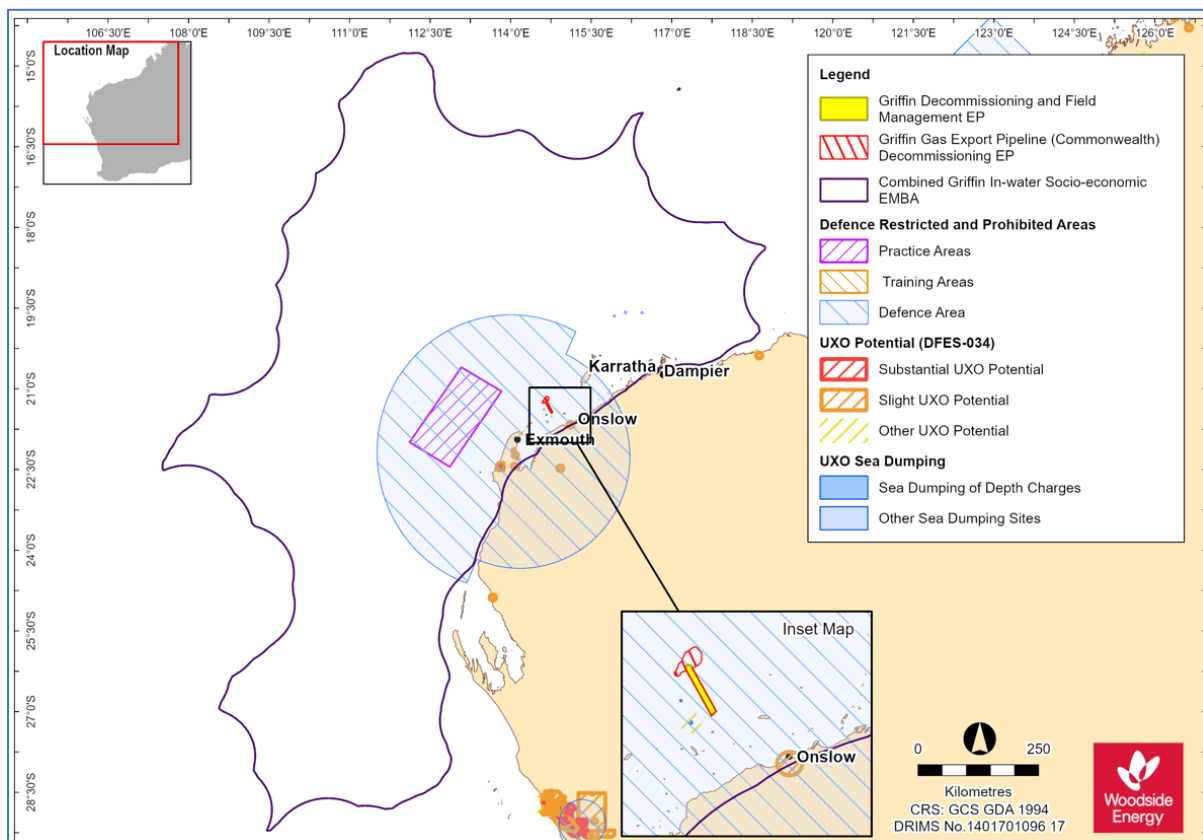 106°30'E 108°0'E 109°30'E 111°0'E 112°30'E 114°0'E 115°30'E 117°0'E 118°30'E 120°0'E 121°30'E 123°0'E 124°30'E 126°0'E
Location Map
15°0'S
16°30'S
18°0'S
19°30'S
21°0'S
22°30'S
24°0'S
25°30'S
27°0'S
28°30'S
Legend
Griffin Decommissioning and Field
Management EP
Griffin Gas Export Pipeline (Commonwealth)
Decommissioning EP
Combined Griffin In-water Socio-economic
EMBA
Defence Restricted and Prohibited Areas
Practice Areas
Training Areas
Defence Area
UXO Potential (DFES-034)
Substantial UXO Potential
Slight UXO Potential
Other UXO Potential
UXO Sea Dumping
Sea Dumping of Depth Charges
Other Sea Dumping Sites
Karratha
Dampier
Onslow
Exmouth
Inset Map
Onslow
0 250
Kilometres
CRS: GCS GDA 1994
DRIMS No.1401701096 17
Woodside
Energy